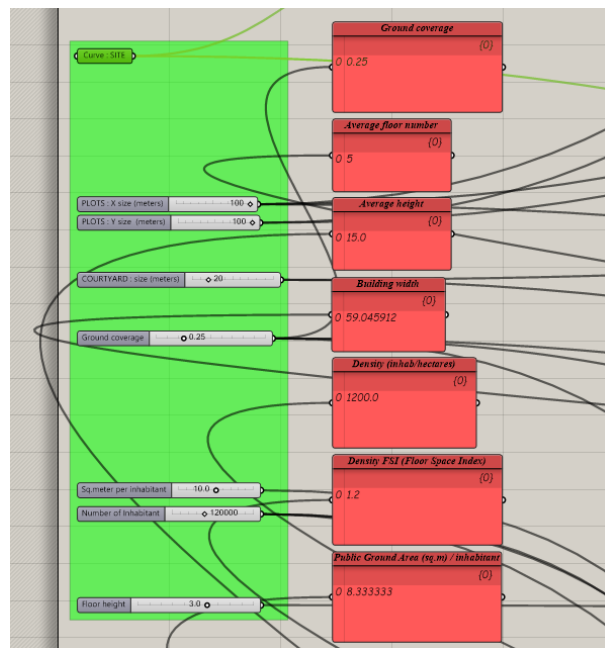 Ground coverage
{0}
0 0.25
Curve : SITE
Average floor number
{0}
0 5
PLOTS : X size (meters) 100
PLOTS : Y size (meters) 100
Average height
{0}
0 15.0
COURTYARD : size (meters) 20
Building width
{0}
0 59.045912
Ground coverage 0.25
Density (inhab/hectares)
{0}
0 1200.0
Density FSI (Floor Space Index)
{0}
0 1.2
Sq.meter per inhabitant 10.0
Number of Inhabitant 120000
Public Ground Area (sq.m) / inhabitant
{0}
0 8.333333
Floor height 3.0